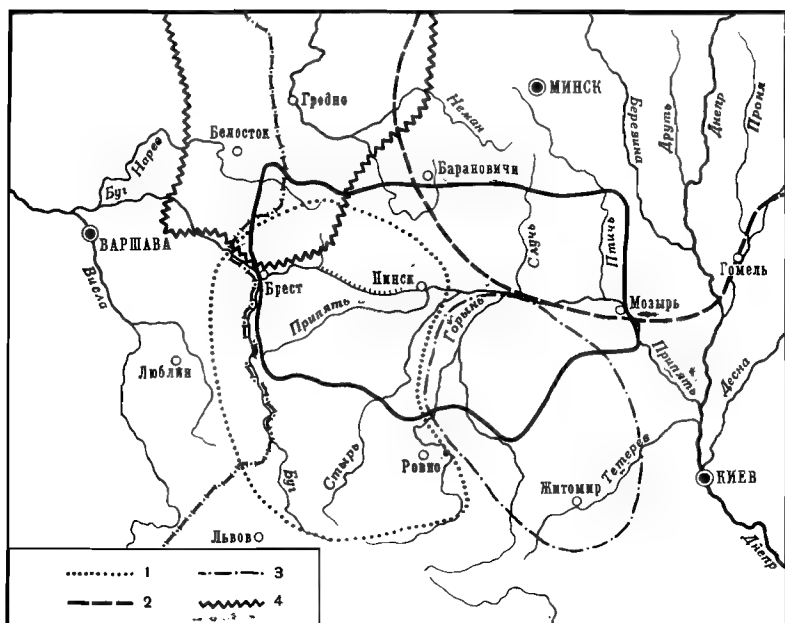 Гродно
Неман
МИНСК
Березина
Друть
Днепр
Проня
Белосток
Нарев
Буг
Барановичи
ВАРШАВА
Висла
Случь
Птичь
Гомель
Брест
Пинск
Мозырь
Припять
Горынь
Припять
Десна
Люблин
Стырь
Ровно
Буг
Житомир
Тетерев
КИЕВ
Львов
Днепр
1 3
2 4